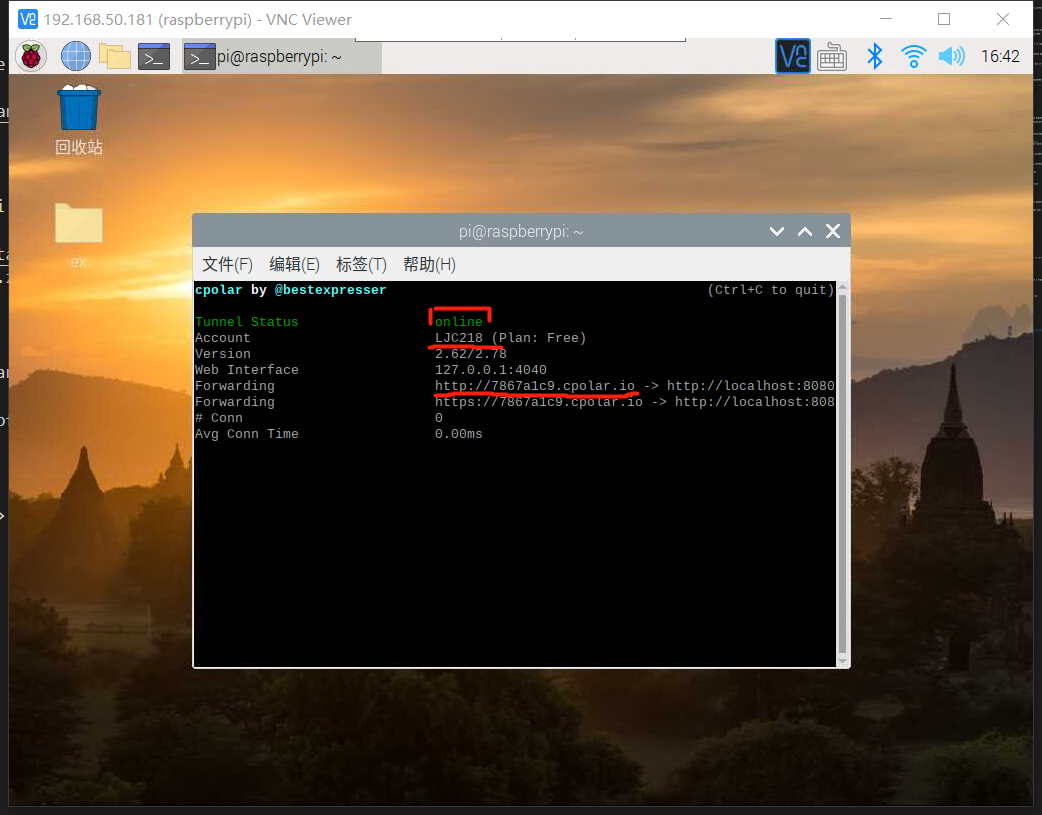 192.168.50.181 (raspberrypi) - VNC Viewer
pi@raspberrypi: ~
16:42
回收站
ex
pi@raspberrypi: ~
文件(F) 编辑(E) 标签(T) 帮助(H)
cpolar by @bestexpresser (Ctrl+C to quit)
Tunnel Status online
Account LJC218 (Plan: Free)
Version 2.62/2.78
Web Interface 127.0.0.1:4040
Forwarding http://7867a1c9.cpolar.io -> http://localhost:8080
Forwarding https://7867a1c9.cpolar.io -> http://localhost:808
# Conn 0
Avg Conn Time 0.00ms